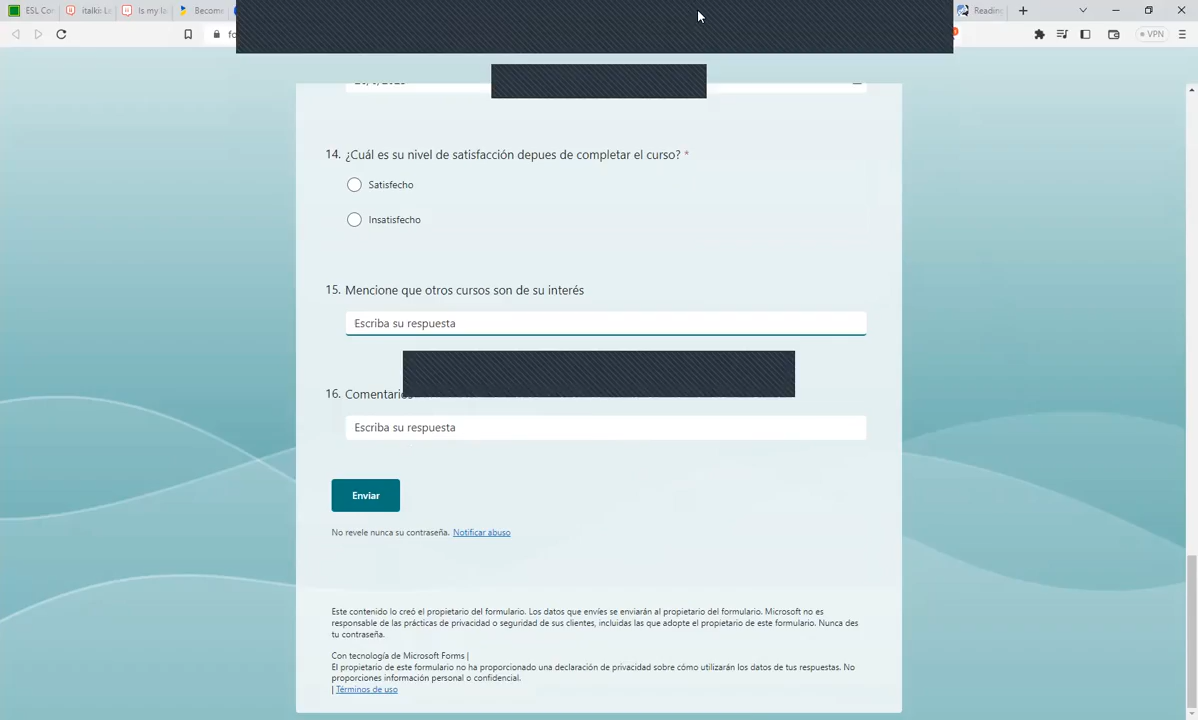 ESL Co
italki: Le
Is my la
Become
Reading
VPN
14. ¿Cuál es su nivel de satisfacción depues de completar el curso? *
Satisfecho
Insatisfecho
15. Mencione que otros cursos son de su interés
Escriba su respuesta
16. Comentarios
Escriba su respuesta
Enviar
No revele nunca su contraseña. Notificar abuso
Este contenido lo creó el propietario del formulario. Los datos que envíes se enviarán al propietario del formulario. Microsoft no es
responsable de las prácticas de privacidad o seguridad de sus clientes, incluidas las que adopte el propietario de este formulario. Nunca des
tu contraseña.
Con tecnología de Microsoft Forms |
El propietario de este formulario no ha proporcionado una declaración de privacidad sobre cómo utilizarán los datos de tus respuestas. No
proporciones información personal o confidencial.
| Términos de uso